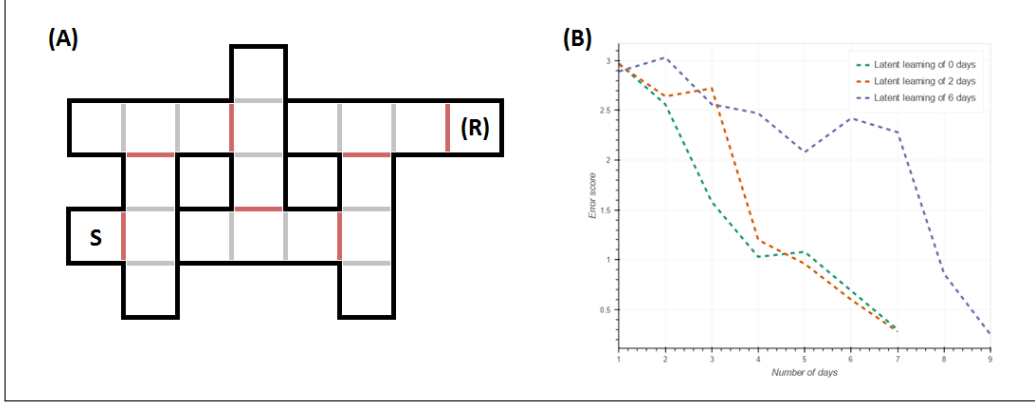 (A)
(R)
S
(B)
Latent learning of 0 days
Latent learning of 2 days
Latent learning of 6 days
Error score
3
2.5
2
1.5
1
0.5
1 2 3 4 5 6 7 8 9
Number of days